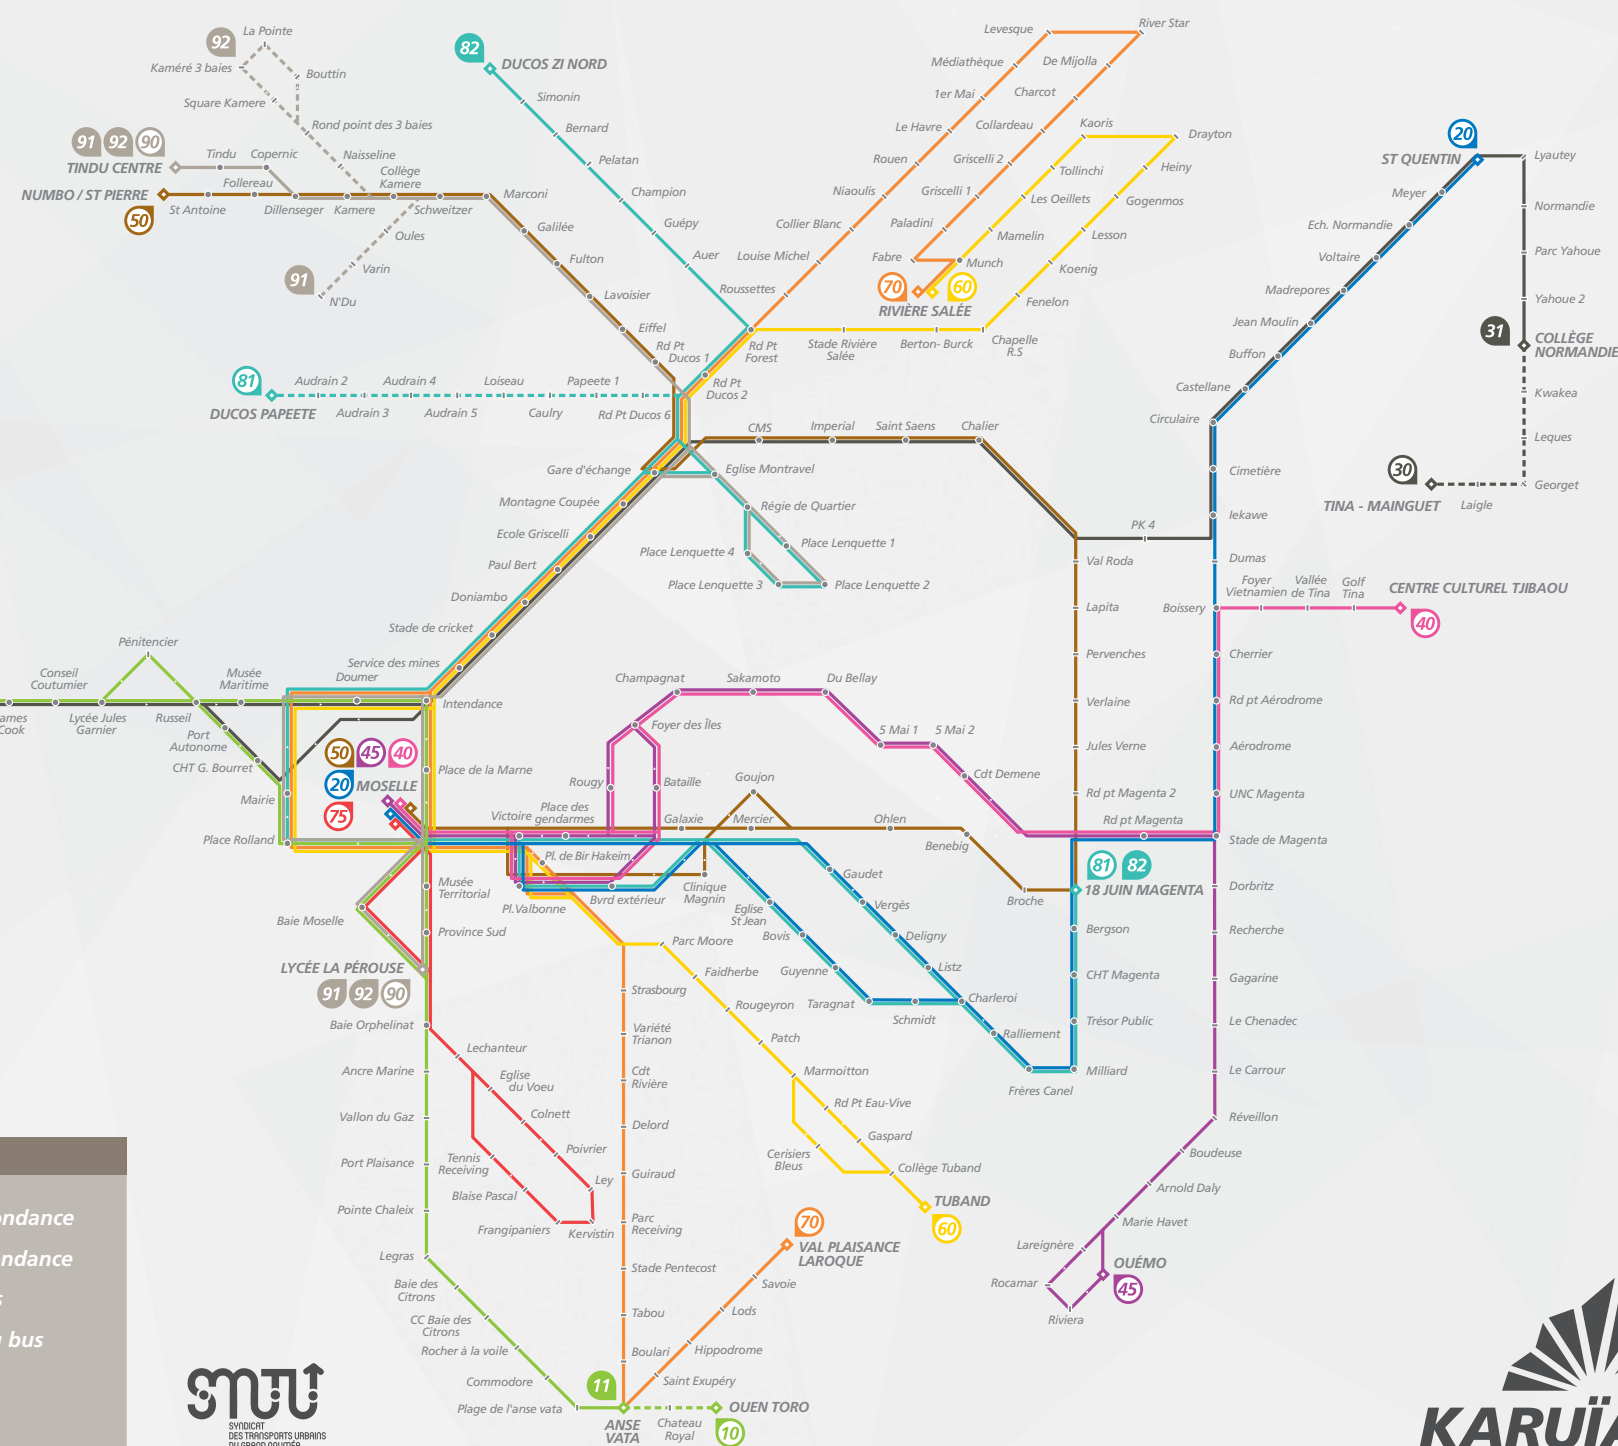 La Pointe
92
Kaméré 3 baies
Bouttin
Square Kamere
Rond point des 3 baies
91 92 90
TINDU CENTRE
Tindu
Copernic
Naisseline
Collège
Kamere
NUMBO / ST PIERRE
Follereau
50
St Antoine
Dillenseger
Kamere
Schweitzer
Marconi
Oules
Varin
91
N'Du
Galilée
Fulton
Lavoisier
Eiffel
Rd Pt
Ducos 1
82
DUCOS ZI NORD
Simonin
Bernard
Pelatan
Champion
Guépy
Auer
Levesque
River Star
Médiathèque
De Mijolla
1er Mai
Charcot
Le Havre
Collardeau
Rouen
Griscelli 2
Niaoulis
Griscelli 1
Collier Blanc
Paladini
Louise Michel
Fabre
Roussettes
Kaoris
Drayton
Tollinchi
Heiny
Les Oeillets
Gogenmos
Mamelin
Lesson
Munch
Koenig
70
60
RIVIÈRE SALÉE
Fenelon
Rd Pt
Forest
Stade Rivière
Salée
Berton- Burck
Chapelle
R.S
Rd Pt
Ducos 2
81
DUCOS PAPEETE
Audrain 2
Audrain 3
Audrain 4
Audrain 5
Loiseau
Caulry
Papeete 1
Rd Pt Ducos 6
20
ST QUENTIN
Lyautey
Meyer
Normandie
Ech. Normandie
Parc Yahoue
Voltaire
Madrepores
Yahoue 2
Jean Moulin
31
COLLÈGE
NORMANDIE
Buffon
Castellane
Kwakea
Circulaire
Leques
30
TINA - MAINGUET
Laigle
Georget
CMS
Imperial
Saint Saens
Chalier
Gare d'échange
Eglise Montravel
Montagne Coupée
Régie de Quartier
Ecole Griscelli
Place Lenquette 1
Place Lenquette 4
Paul Bert
Place Lenquette 3
Place Lenquette 2
Doniambo
Stade de cricket
Service des mines
Doumer
Intendance
PK 4
Cimetière
Iekawe
Dumas
Val Roda
Lapita
Pervenches
Verlaine
Jules Verne
Rd pt Magenta 2
Boissery
Foyer
Vietnamien
Vallée
de Tina
Golf
Tina
CENTRE CULTUREL TJIBAOU
40
Cherrier
Rd pt Aérodrome
Aérodrome
UNC Magenta
Rd pt Magenta
Stade de Magenta
Pénitencier
Conseil
Coutumier
Musée
Maritime
ames
Cook
Lycée Jules
Garnier
Russeil
Port
Autonome
CHT G. Bourret
Mairie
Place Rolland
50 45 40
20 MOSELLE
75
Place de la Marne
Champagnat
Sakamoto
Du Bellay
Foyer des Îles
5 Mai 1
5 Mai 2
Cdt Demene
Rougy
Bataille
Goujon
Victoire
Place des
gendarmes
Galaxie
Mercier
Ohlen
Benebig
Broche
Pl. de Bir Hakeim
Pl.Valbonne
Bvrd extérieur
Clinique
Magnin
Gaudet
Vergès
Deligny
Listz
Charleroi
Ralliement
Frères Canel
Milliard
Eglise
St Jean
Bovis
Guyenne
Taragnat
Schmidt
81 82
18 JUIN MAGENTA
Bergson
CHT Magenta
Trésor Public
Dorbritz
Recherche
Gagarine
Le Chenadec
Le Carrour
Réveillon
Boudeuse
Arnold Daly
Marie Havet
Lareignère
Rocamar
Riviera
OUÉMO
45
Musée
Territorial
Province Sud
Baie Moselle
LYCÉE LA PÉROUSE
91 92 90
Baie Orphelinat
Ancre Marine
Vallon du Gaz
Port Plaisance
Pointe Chaleix
Legras
Baie des
Citrons
CC Baie des
Citrons
Rocher à la voile
Commodore
Plage de l'anse vata
Lechanteur
Eglise
du Voeu
Colnett
Poivrier
Ley
Tennis
Receiving
Blaise Pascal
Frangipaniers
Kervistin
Parc Moore
Faidherbe
Rougeyron
Patch
Marmoitton
Rd Pt Eau-Vive
Gaspard
Cerisiers
Bleus
Collège Tuband
TUBAND
60
Strasbourg
Variété
Trianon
Cdt
Rivière
Delord
Guiraud
Parc
Receiving
Stade Pentecost
Tabou
Boulari
70
VAL PLAISANCE
LAROQUE
Savoie
Lods
Hippodrome
Saint Exupéry
11
ANSE
VATA
Chateau
Royal
OUEN TORO
10
ndance
ndance
s
bus
SMTU
SYNDICAT
DES TRANSPORTS URBAINS
DU GRAND NOUMÉA
KARUÏA